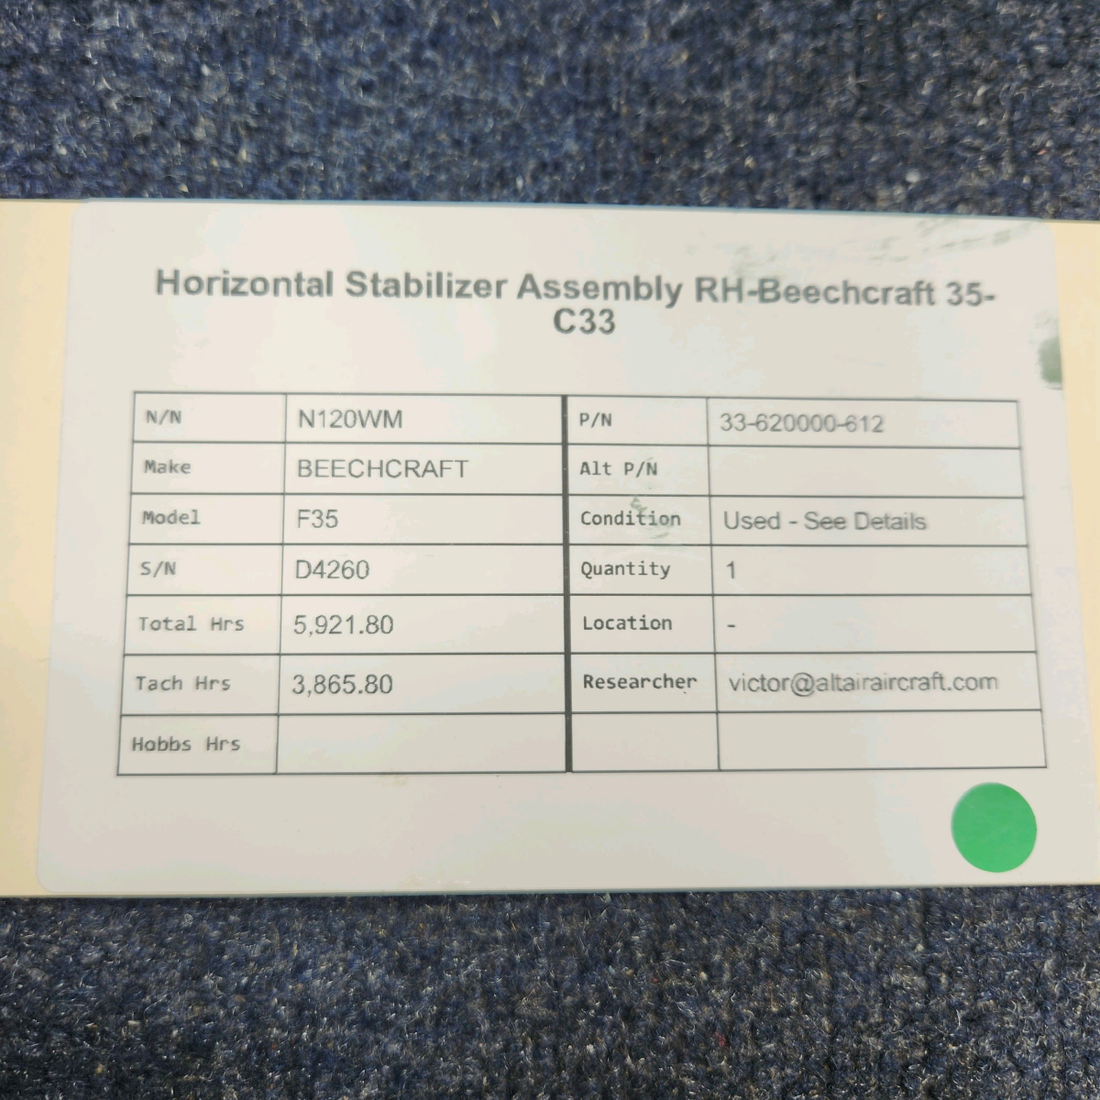 Horizontal Stabilizer Assembly RH-Beechcraft 35-
C33
N/N N120WM P/N 33-620000-612
Make BEECHCRAFT Alt P/N
Model F35 Condition Used - See Details
S/N D4260 Quantity 1
Total Hrs 5,921.80 Location -
Tach Hrs 3,865.80 Researcher victor@altairaircraft.com
Hobbs Hrs